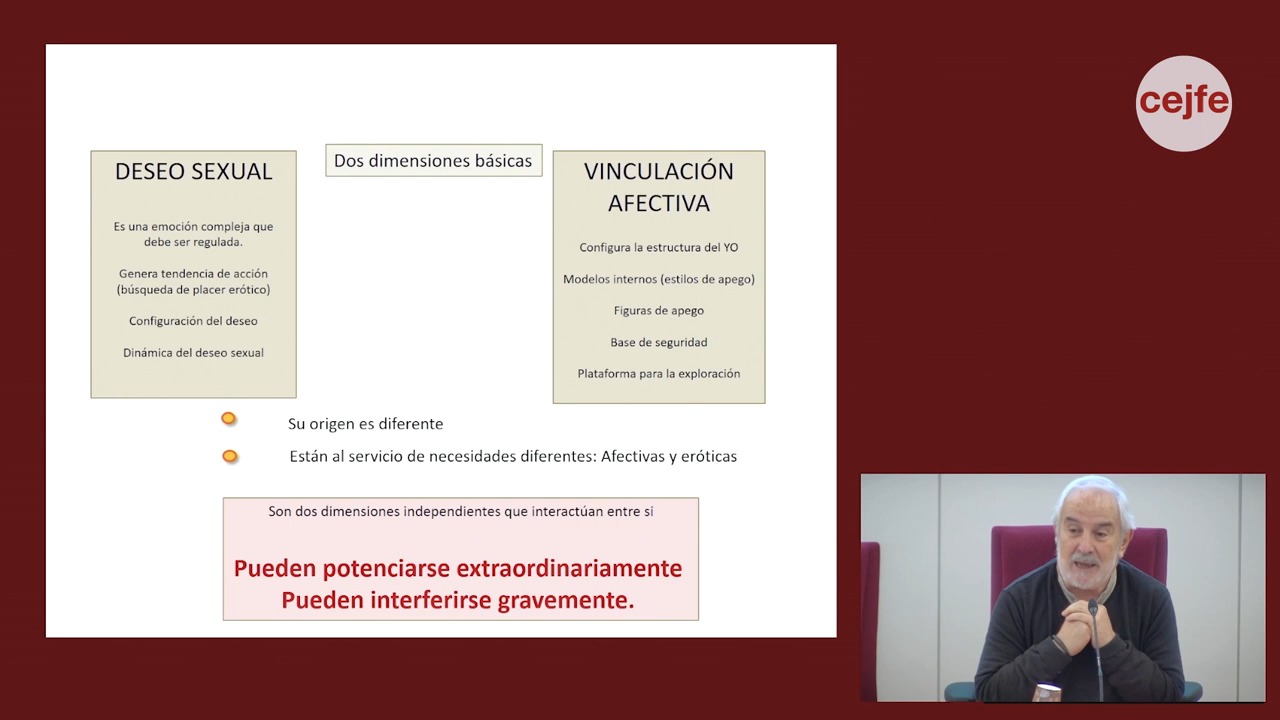 cejfe
Dos dimensiones básicas
DESEO SEXUAL
Es una emoción compleja que
debe ser regulada.
Genera tendencia de acción
(búsqueda de placer erótico)
Configuración del deseo
Dinámica del deseo sexual
VINCULACIÓN
AFECTIVA
Configura la estructura del YO
Modelos internos (estilos de apego)
Figuras de apego
Base de seguridad
Plataforma para la exploración
Su origen es diferente
Están al servicio de necesidades diferentes: Afectivas y eróticas
Son dos dimensiones independientes que interactúan entre si
Pueden potenciarse extraordinariamente
Pueden interferirse gravemente.